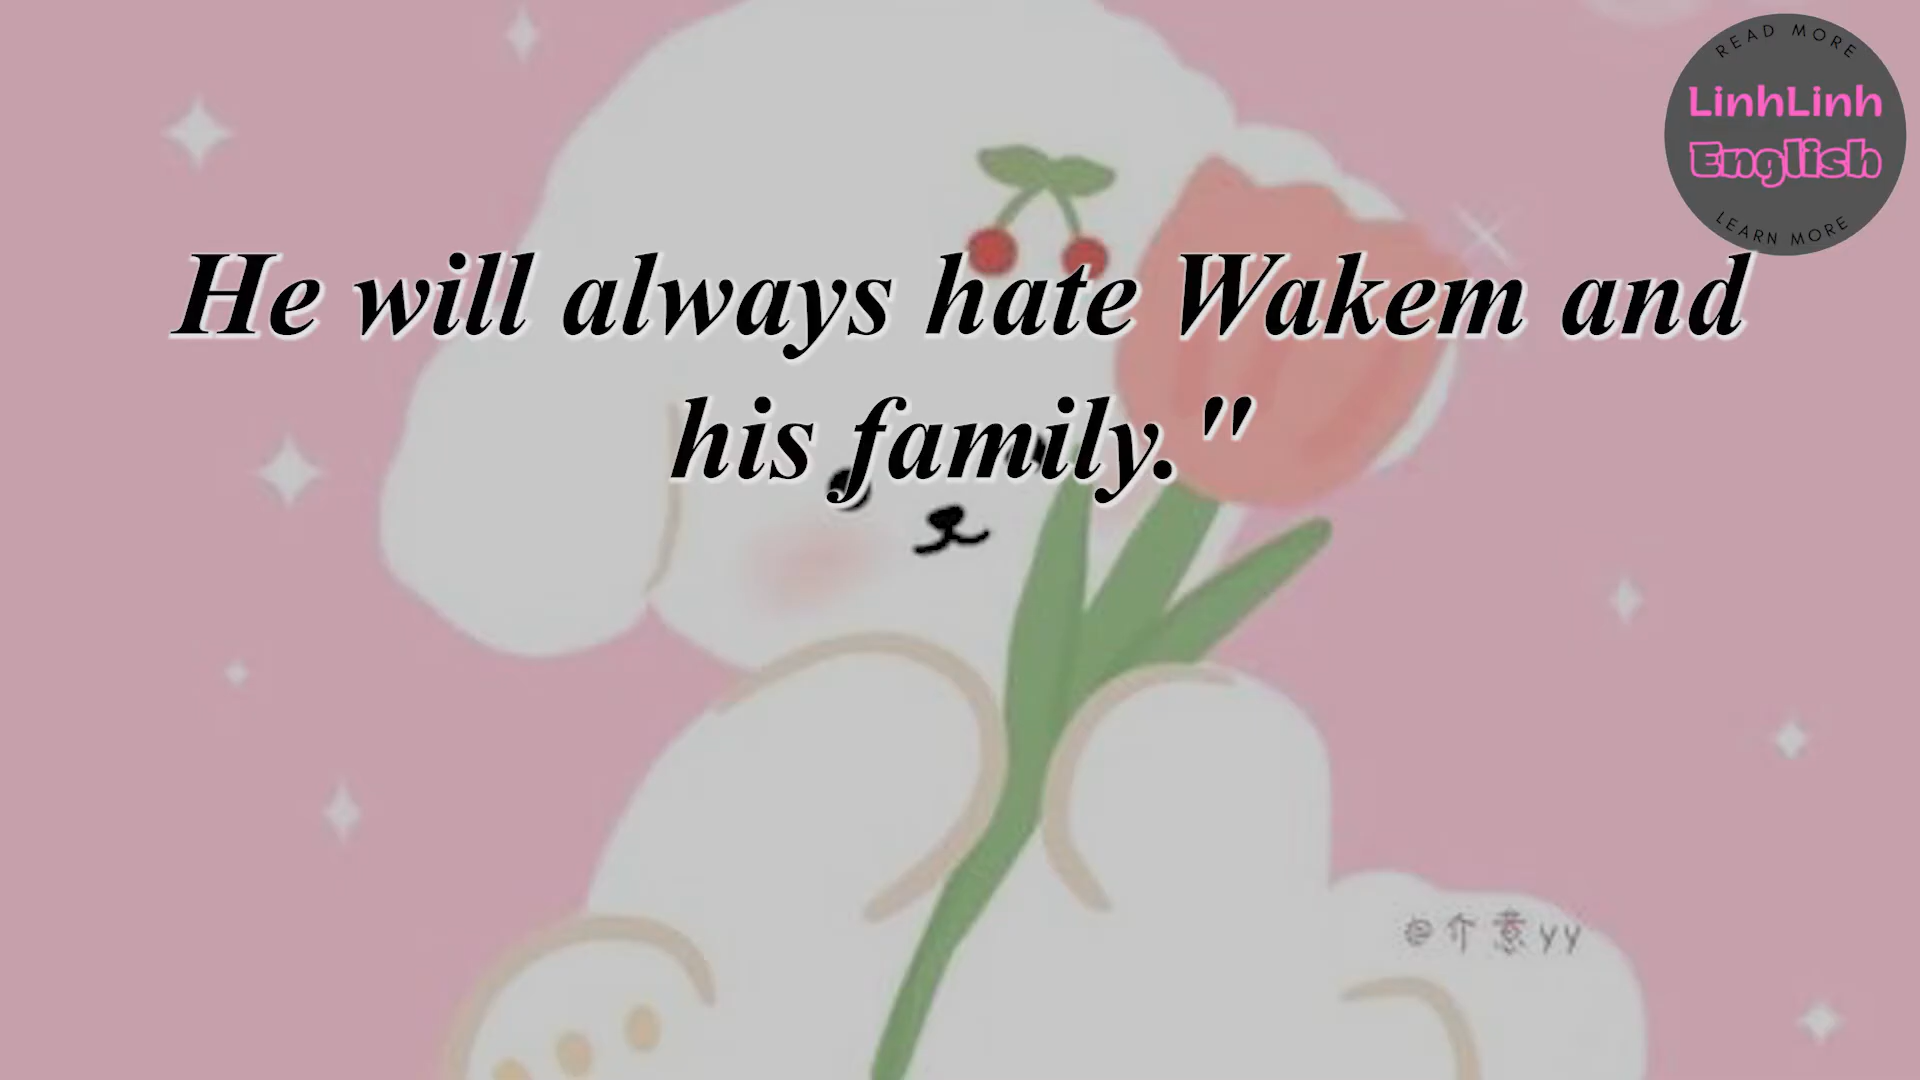 READ MORE
LinhLinh
English
LEARN MORE
He will always hate Wakem and
his family."
@介意yy